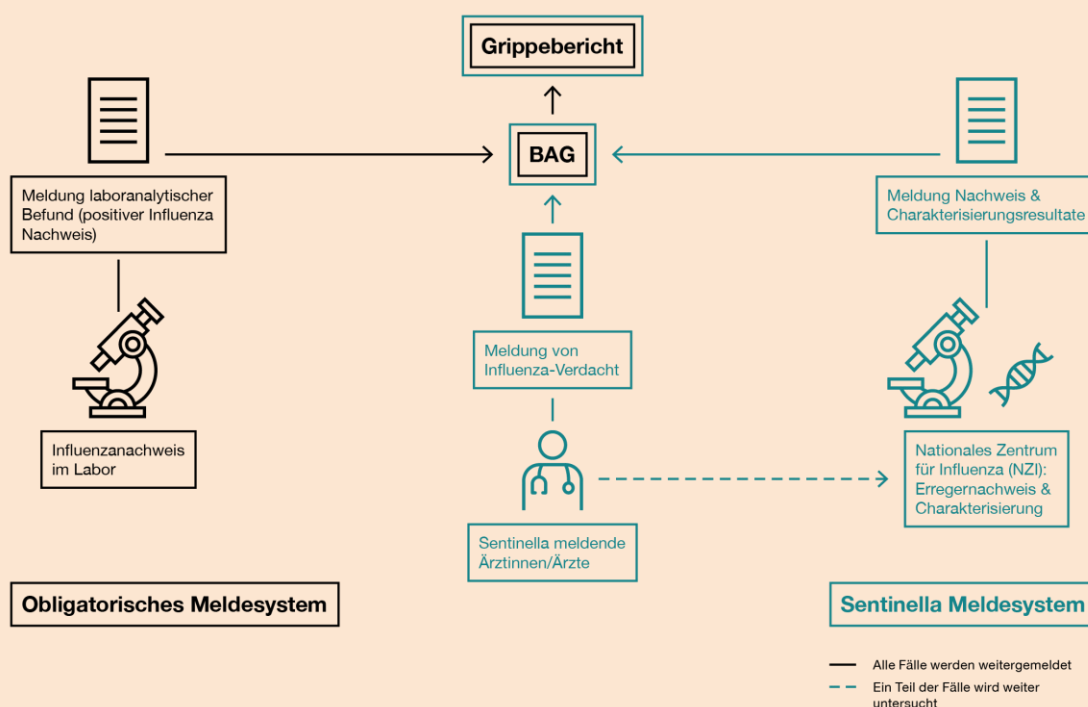 Grippebericht
BAG
Meldung laboranalytischer
Befund (positiver Influenza
Nachweis)
Meldung Nachweis &
Charakterisierungsresultate
Meldung von
Influenza-Verdacht
Influenzanachweis
im Labor
Nationales Zentrum
für Influenza (NZI):
Erregernachweis &
Charakterisierung
Sentinella meldende
Ärztinnen/Ärzte
Obligatorisches Meldesystem
Sentinella Meldesystem
Alle Fälle werden weitergemeldet
Ein Teil der Fälle wird weiter
untersucht